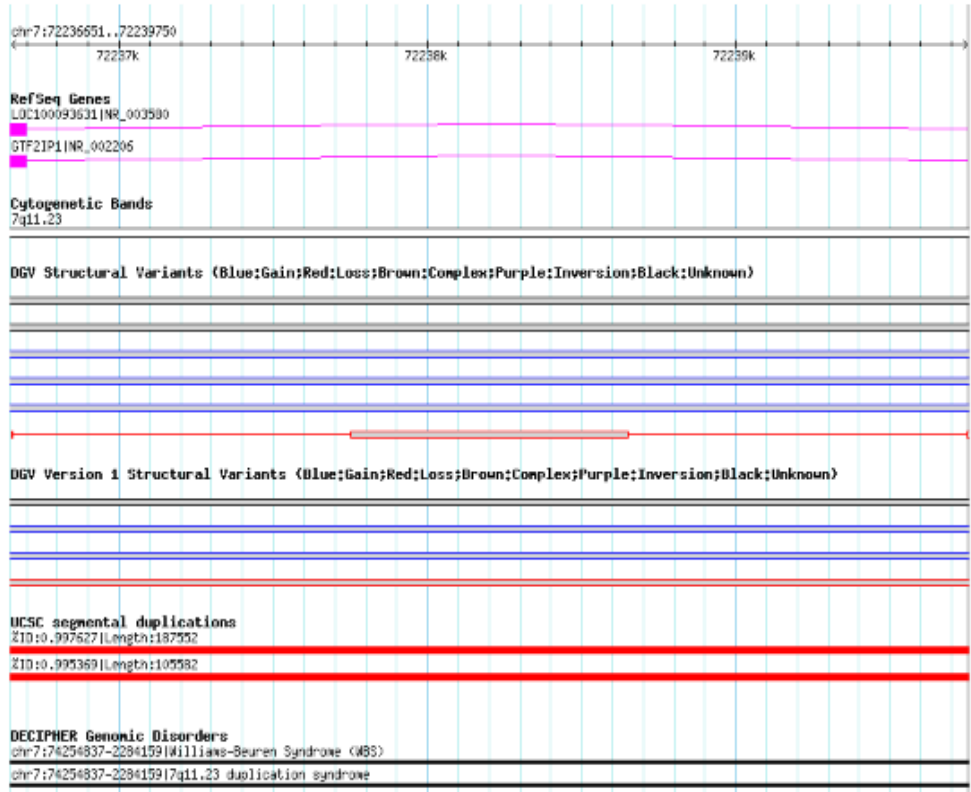 chr7:72236651..72239750
72237k 72238k 72239k
RefSeq Genes
LOC100093631|NR_003580
GTF2IP1|NR_002206
Cytogenetic Bands
7q11.23
DGV Structural Variants (Blue:Gain;Red:Loss;Brown:Complex;Purple:Inversion;Black:Unknown)
DGV Version 1 Structural Variants (Blue:Gain;Red:Loss;Brown:Complex;Purple:Inversion;Black:Unknown)
UCSC segmental duplications
%ID:0.997627|Length:187552
%ID:0.995369|Length:105582
DECIPHER Genomic Disorders
chr7:74254837-2284159|Williams-Beuren Syndrome (WBS)
chr7:74254837-2284159|7q11.23 duplication syndrome